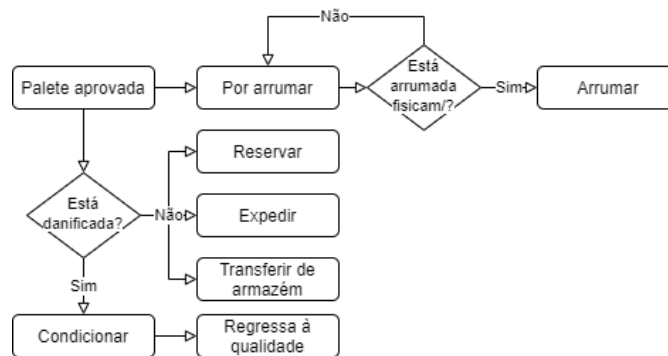 Não
Palete aprovada
Por arrumar
Está
arrumada
fisicam/?
Sim
Arrumar
Reservar
Está
danificada?
Não
Expedir
Transferir de
armazém
Sim
Condicionar
Regressa à
qualidade